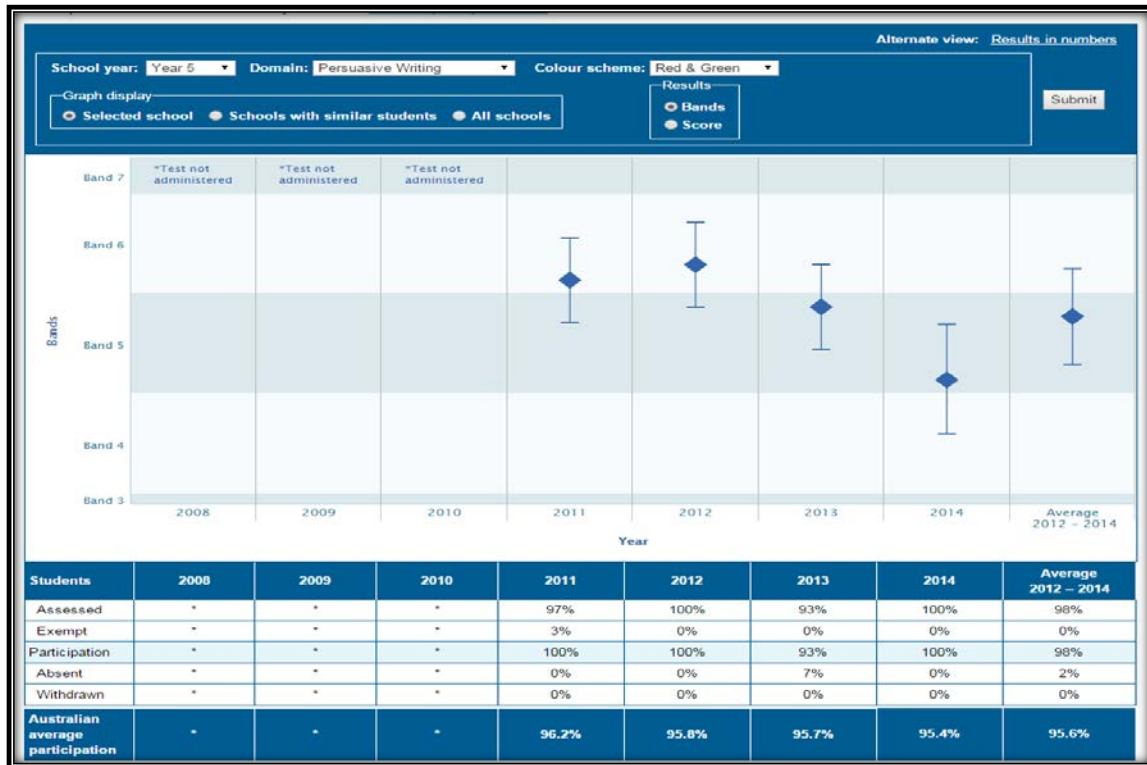 Alternate view: Results in numbers
School year: Year 5 Domain: Persuasive Writing Colour scheme: Red & Green
Graph display
Selected school Schools with similar students All schools
Results
Bands
Score
Submit
Band 7
*Test not administered
*Test not administered
*Test not administered
Band 6
Bands
Band 5
Band 4
Band 3
2008 2009 2010 2011 2012 2013 2014 Average 2012 – 2014
Year
Students 2008 2009 2010 2011 2012 2013 2014 Average 2012 – 2014
Assessed * * * 97% 100% 93% 100% 98%
Exempt * * * 3% 0% 0% 0% 0%
Participation * * * 100% 100% 93% 100% 98%
Absent * * * 0% 0% 7% 0% 2%
Withdrawn * * * 0% 0% 0% 0% 0%
Australian average participation * * * 96.2% 95.8% 95.7% 95.4% 95.6%